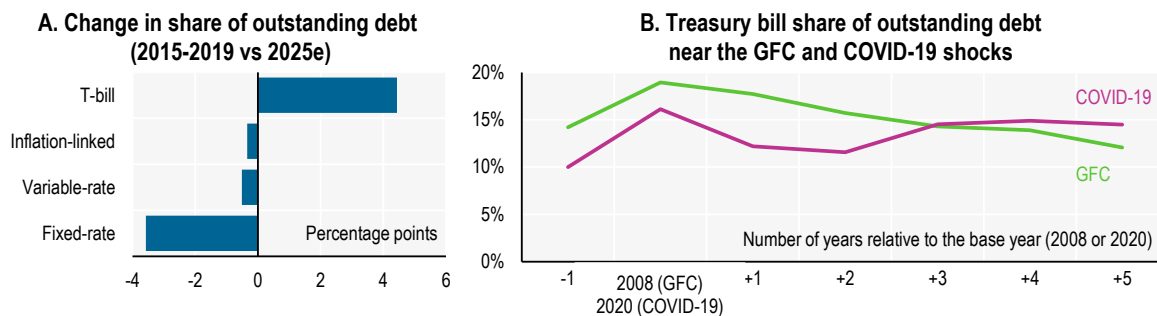 A. Change in share of outstanding debt
(2015-2019 vs 2025e)
T-bill
Inflation-linked
Variable-rate
Fixed-rate
Percentage points
-4
-2
0
2
4
6
B. Treasury bill share of outstanding debt
near the GFC and COVID-19 shocks
20%
15%
10%
5%
0%
COVID-19
GFC
Number of years relative to the base year (2008 or 2020)
-1
2008 (GFC)
2020 (COVID-19)
+1
+2
+3
+4
+5